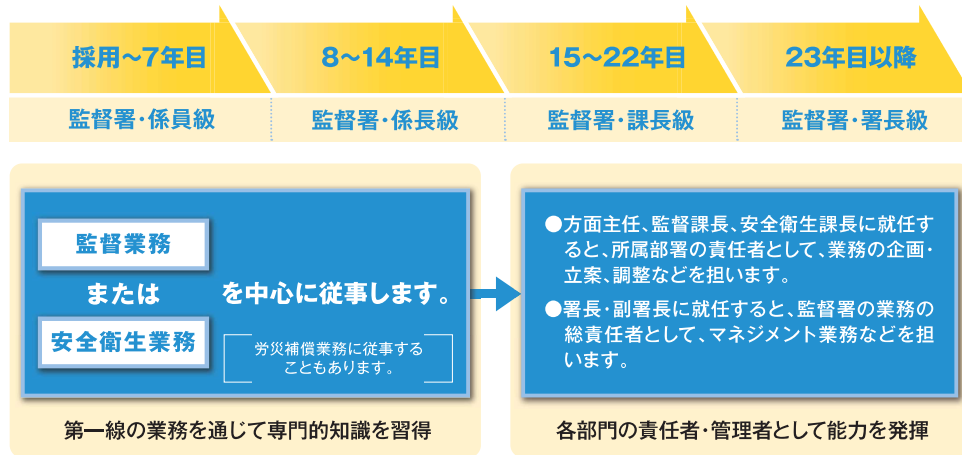 採用～7年目
8～14年目
15～22年目
23年目以降
監督署・係員級
監督署・係長級
監督署・課長級
監督署・署長級
監督業務
または
安全衛生業務
を中心に従事します。
労災補償業務に従事する
こともあります。
第一線の業務を通じて専門的知識を習得
●方面主任、監督課長、安全衛生課長に就任す
ると、所属部署の責任者として、業務の企画・
立案、調整などを担います。
●署長・副署長に就任すると、監督署の業務の
総責任者として、マネジメント業務などを担
います。
各部門の責任者・管理者として能力を発揮